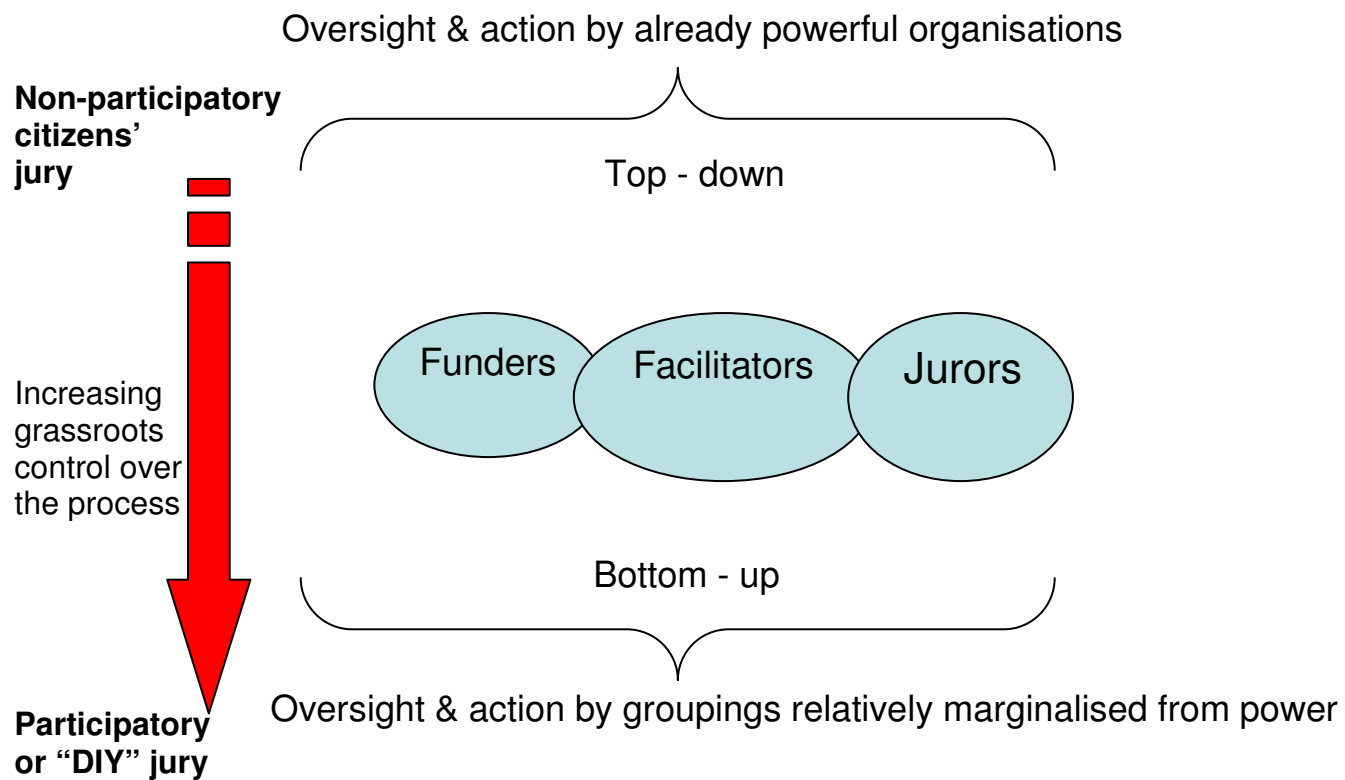 Oversight & action by already powerful organisations
Non-participatory
citizens’
jury
Top - down
Funders
Facilitators
Jurors
Increasing
grassroots
control over
the process
Bottom - up
Oversight & action by groupings relatively marginalised from power
Participatory
or “DIY” jury